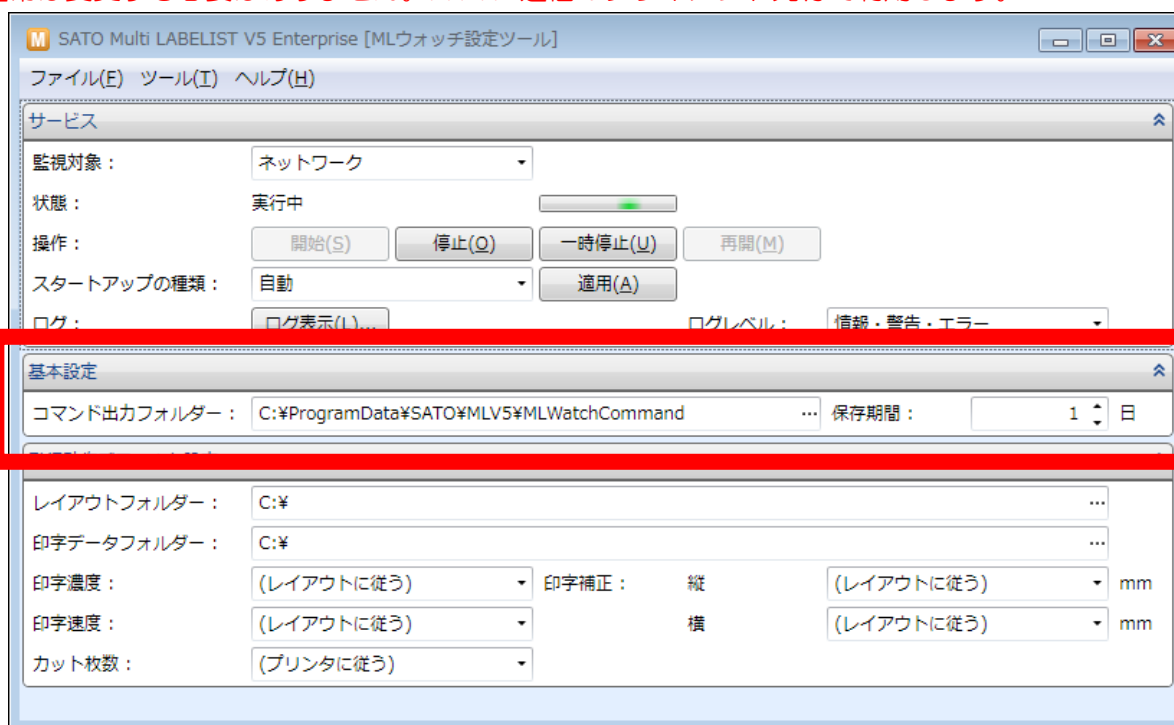 SATO Multi LABELIST V5 Enterprise [MLウォッチ設定ツール]
ファイル(F) ツール(T) ヘルプ(H)
サービス
監視対象： ネットワーク
状態： 実行中
操作： 開始(S) 停止(O) 一時停止(U) 再開(M)
スタートアップの種類： 自動 適用(A)
ログ： ログ表示(L)... ログレベル： 情報・警告・エラー
基本設定
コマンド出力フォルダー： C:¥ProgramData¥SATO¥MLV5¥MLWatchCommand ... 保存期間： 1 日
レイアウトフォルダー： C:¥ ...
印字データフォルダー： C:¥ ...
印字濃度： (レイアウトに従う) 印字補正： 縦 (レイアウトに従う) mm
印字速度： (レイアウトに従う) 横 (レイアウトに従う) mm
カット枚数： (プリンタに従う)